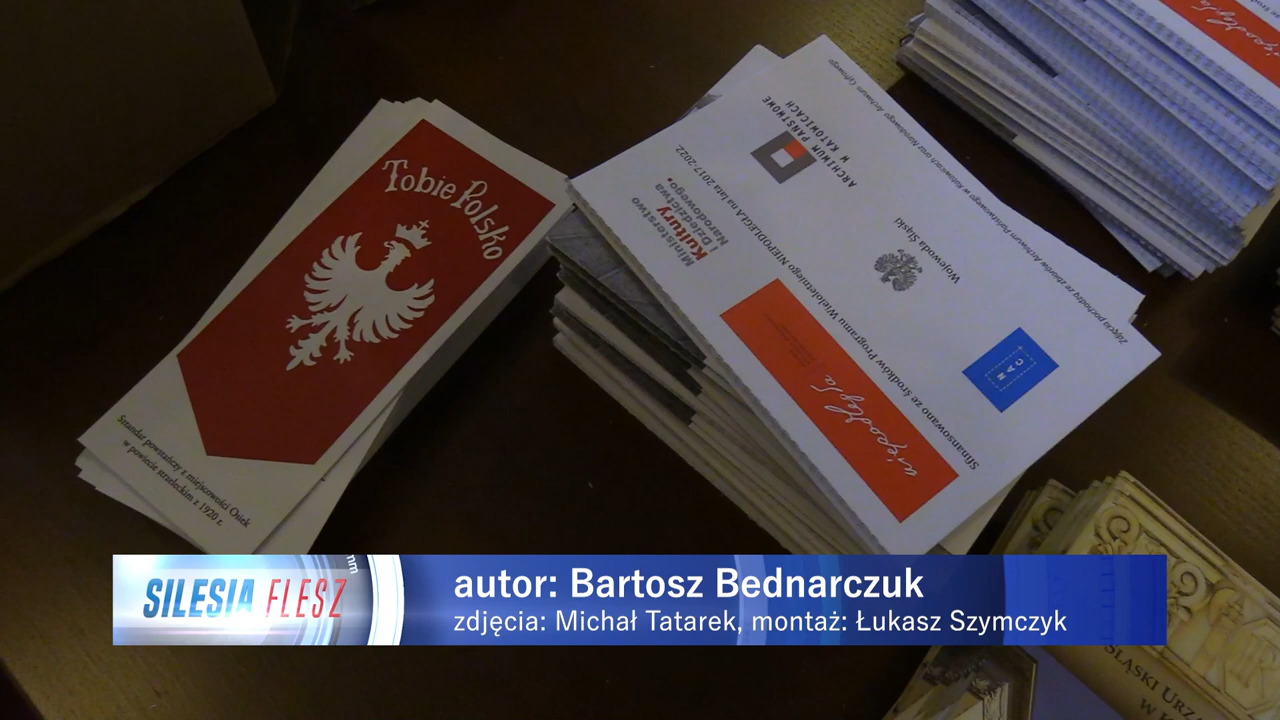 Tobie Polsko
Sztandar powstańczy z miejscowości Osiek
w powiecie strzeleckim z 1920 r.
ARCHIWUM PAŃSTWOWE
W KATOWICACH
Ministerstwo
Kultury
i Dziedzictwa
Narodowego.
Wojewoda Śląski
NAC
niepodległa
Sfinansowano ze środków Programu Wieloletniego NIEPODLEGŁA na lata 2017-2022.
Zdjęcia pochodzą ze zbiorów Archiwum Państwowego w Katowicach oraz Narodowego Archiwum Cyfrowego
ŚLĄSKI URZ
W K
SILESIA FLESZ
mm
autor: Bartosz Bednarczuk
zdjęcia: Michał Tatarek, montaż: Łukasz Szymczyk